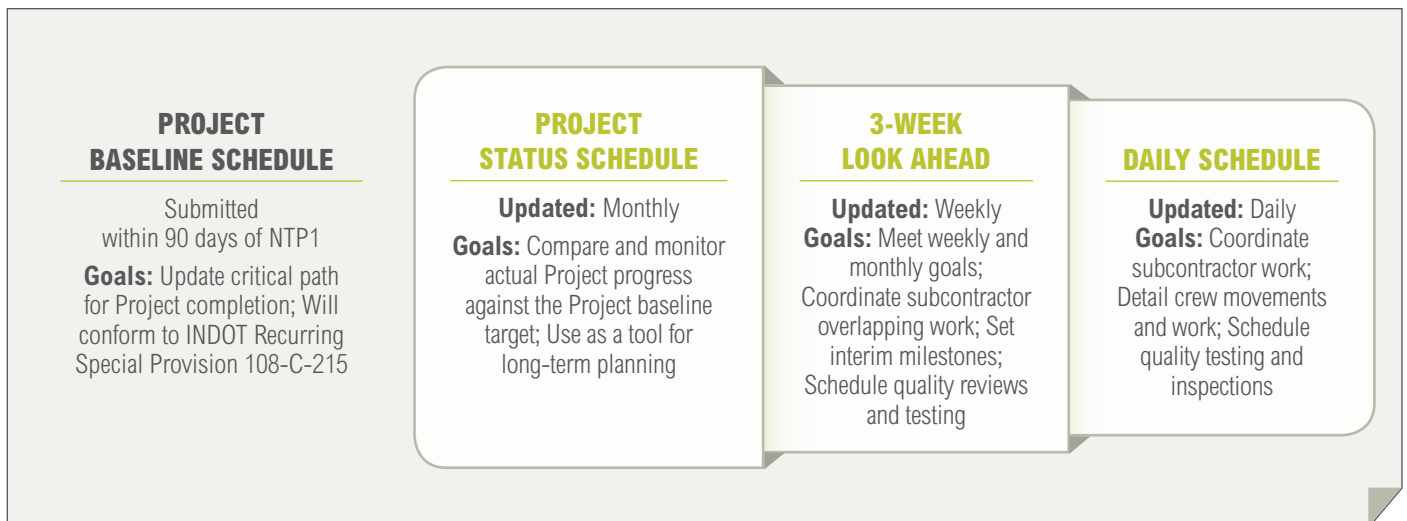 PROJECT
BASELINE SCHEDULE
Submitted
within 90 days of NTP1
Goals: Update critical path
for Project completion; Will
conform to INDOT Recurring
Special Provision 108-C-215
PROJECT
STATUS SCHEDULE
Updated: Monthly
Goals: Compare and monitor
actual Project progress
against the Project baseline
target; Use as a tool for
long-term planning
3-WEEK
LOOK AHEAD
Updated: Weekly
Goals: Meet weekly and
monthly goals;
Coordinate subcontractor
overlapping work; Set
interim milestones;
Schedule quality reviews
and testing
DAILY SCHEDULE
Updated: Daily
Goals: Coordinate
subcontractor work;
Detail crew movements
and work; Schedule
quality testing and
inspections